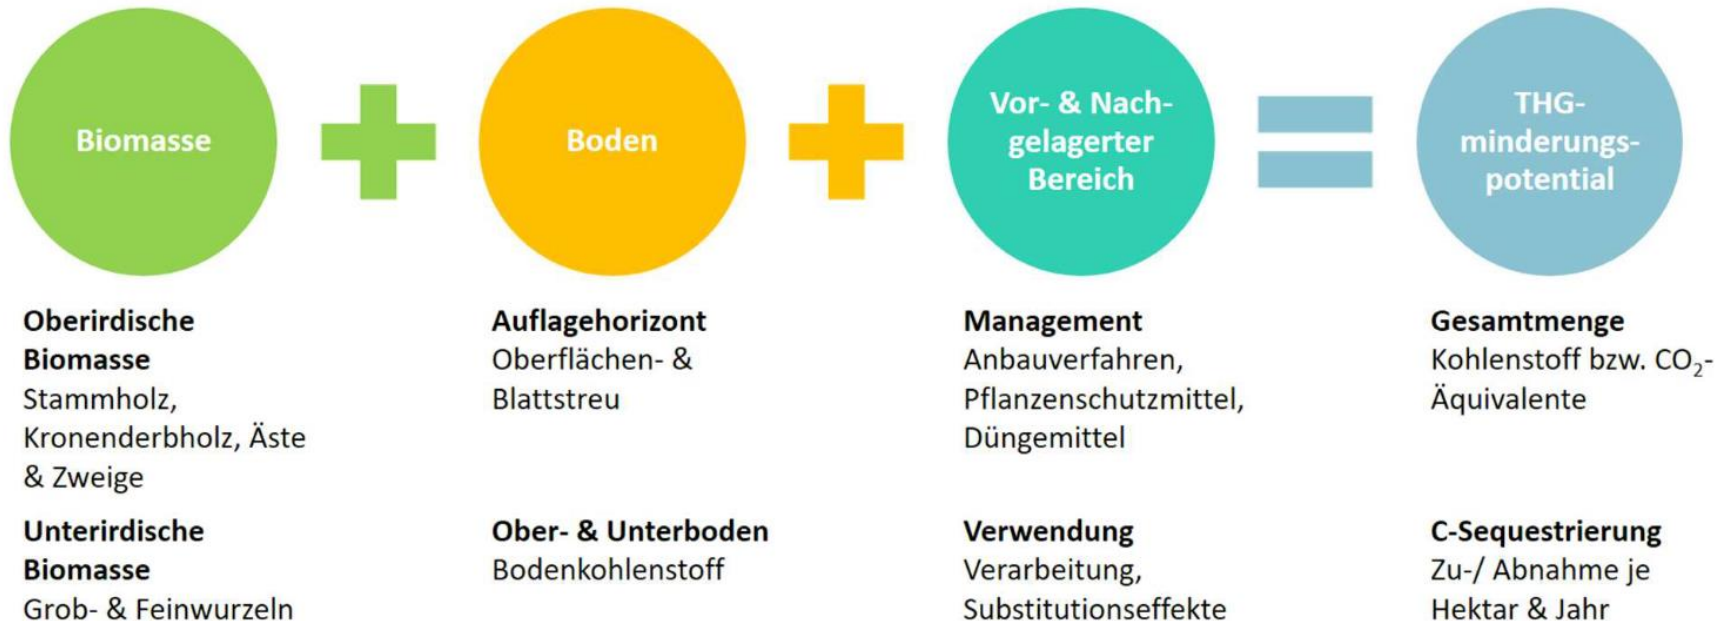 Biomasse
Boden
Vor- & Nach-
gelagerter
Bereich
THG-
minderungs-
potential
Oberirdische
Biomasse
Stammholz,
Kronenderbholz, Äste
& Zweige
Auflagehorizont
Oberflächen- &
Blattstreu
Management
Anbauverfahren,
Pflanzenschutzmittel,
Düngemittel
Gesamtmenge
Kohlenstoff bzw. CO₂-
Äquivalente
Unterirdische
Biomasse
Grob- & Feinwurzeln
Ober- & Unterboden
Bodenkohlenstoff
Verwendung
Verarbeitung,
Substitutionseffekte
C-Sequestrierung
Zu-/ Abnahme je
Hektar & Jahr